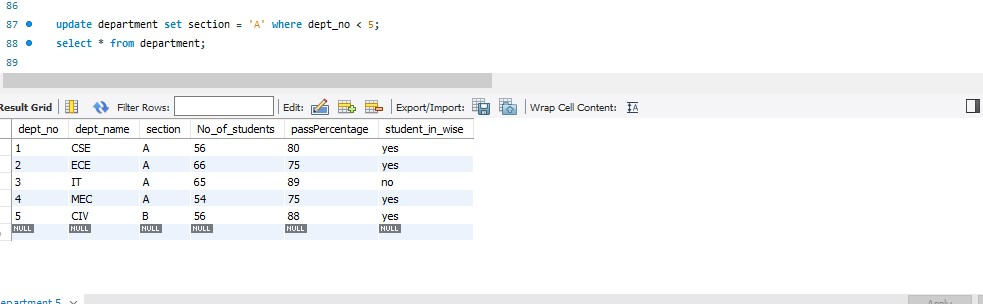 86
87 update department set section = 'A' where dept_no < 5;
88 select * from department;
89
Result Grid Filter Rows: Edit: Export/Import: Wrap Cell Content:
dept_no dept_name section No_of_students passPercentage student_in_wise
1 CSE A 56 80 yes
2 ECE A 66 75 yes
3 IT A 65 89 no
4 MEC A 54 75 yes
5 CIV B 56 88 yes
NULL NULL NULL NULL NULL NULL
epartment 5 Apply